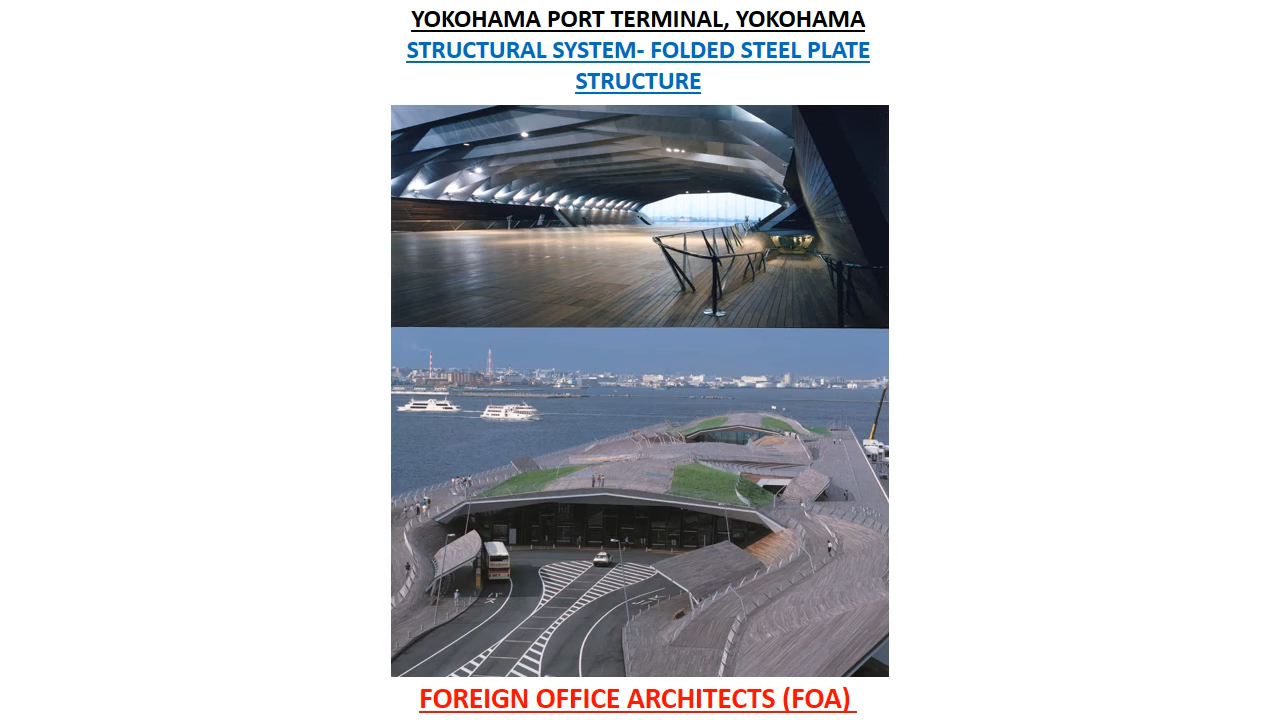 YOKOHAMA PORT TERMINAL, YOKOHAMA
STRUCTURAL SYSTEM- FOLDED STEEL PLATE
STRUCTURE
FOREIGN OFFICE ARCHITECTS (FOA)